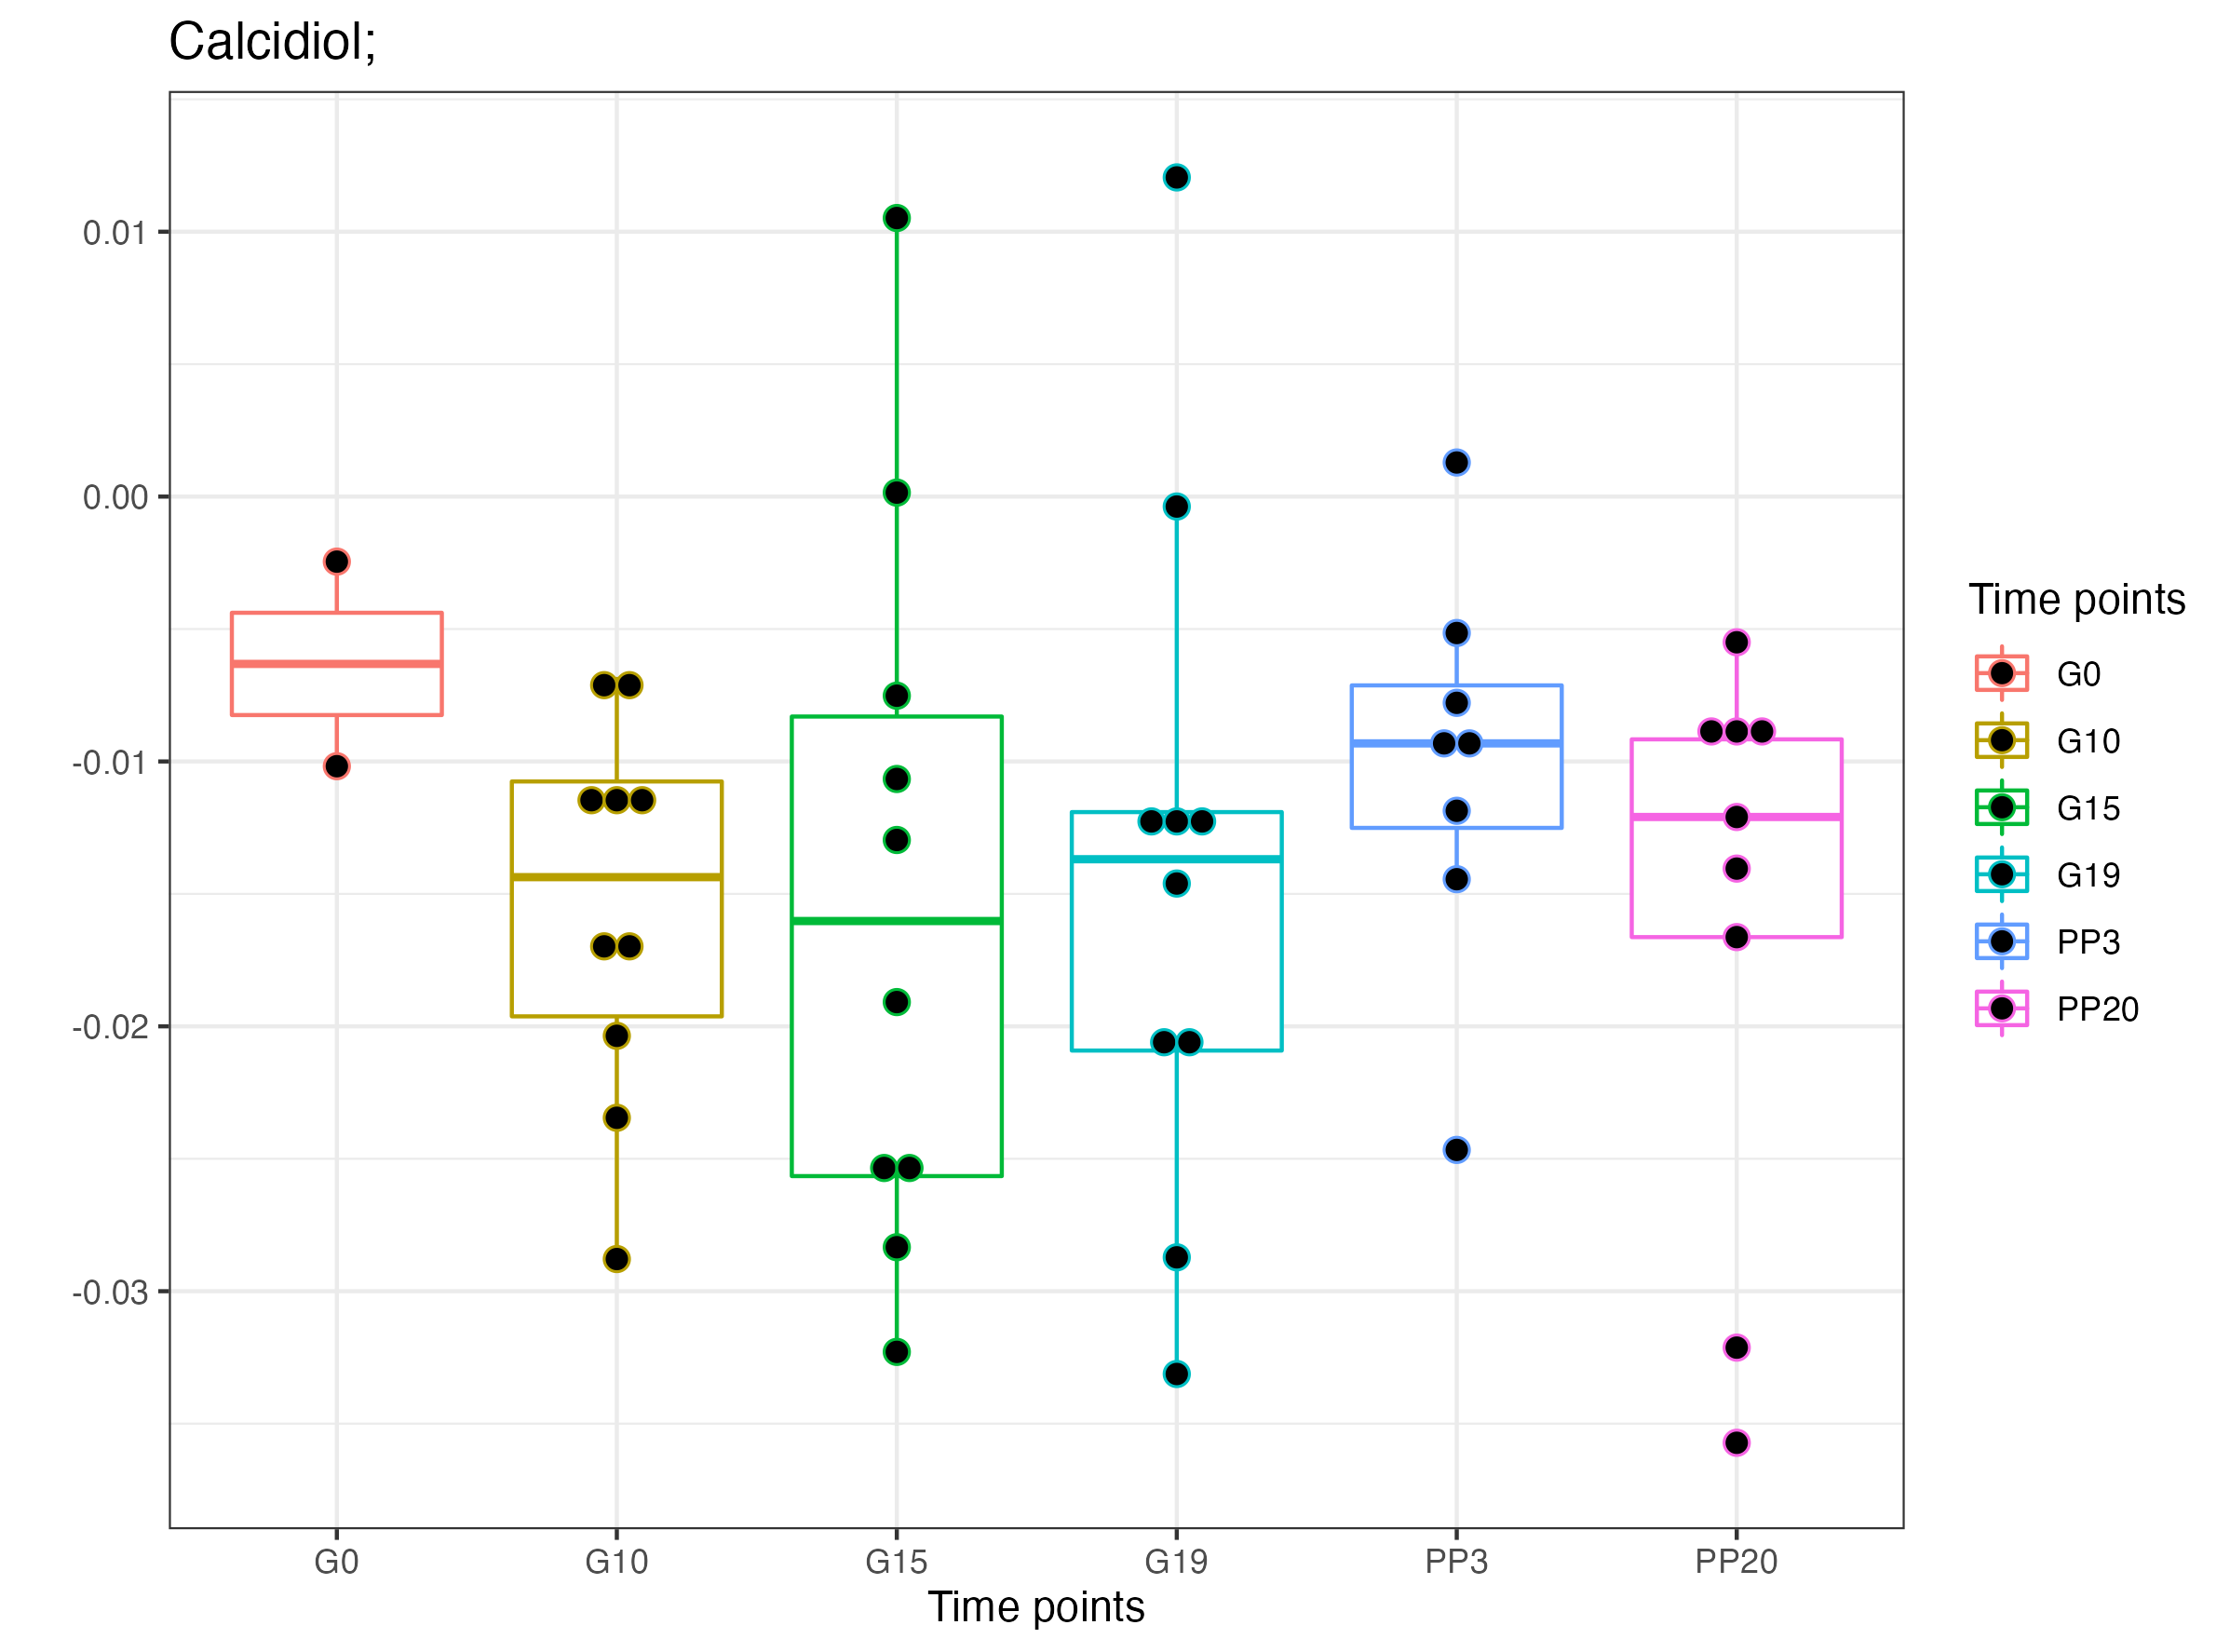 Calcidiol;
0.01
0.00
-0.01
-0.02
-0.03
G0 G10 G15 G19 PP3 PP20
Time points
Time points
G0
G10
G15
G19
PP3
PP20